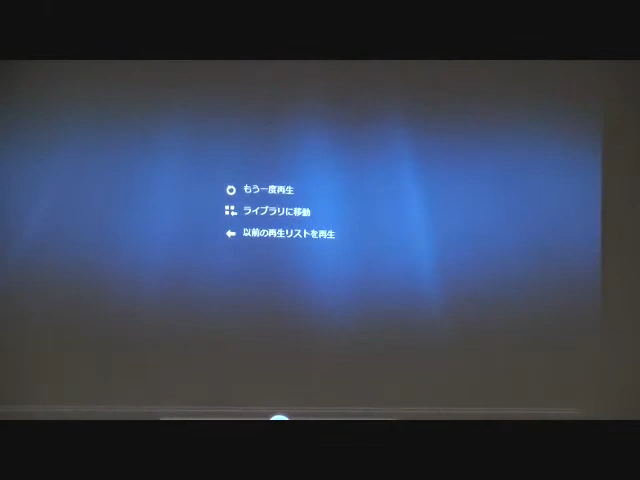 もう一度再生
ライブラリに移動
以前の再生リストを再生